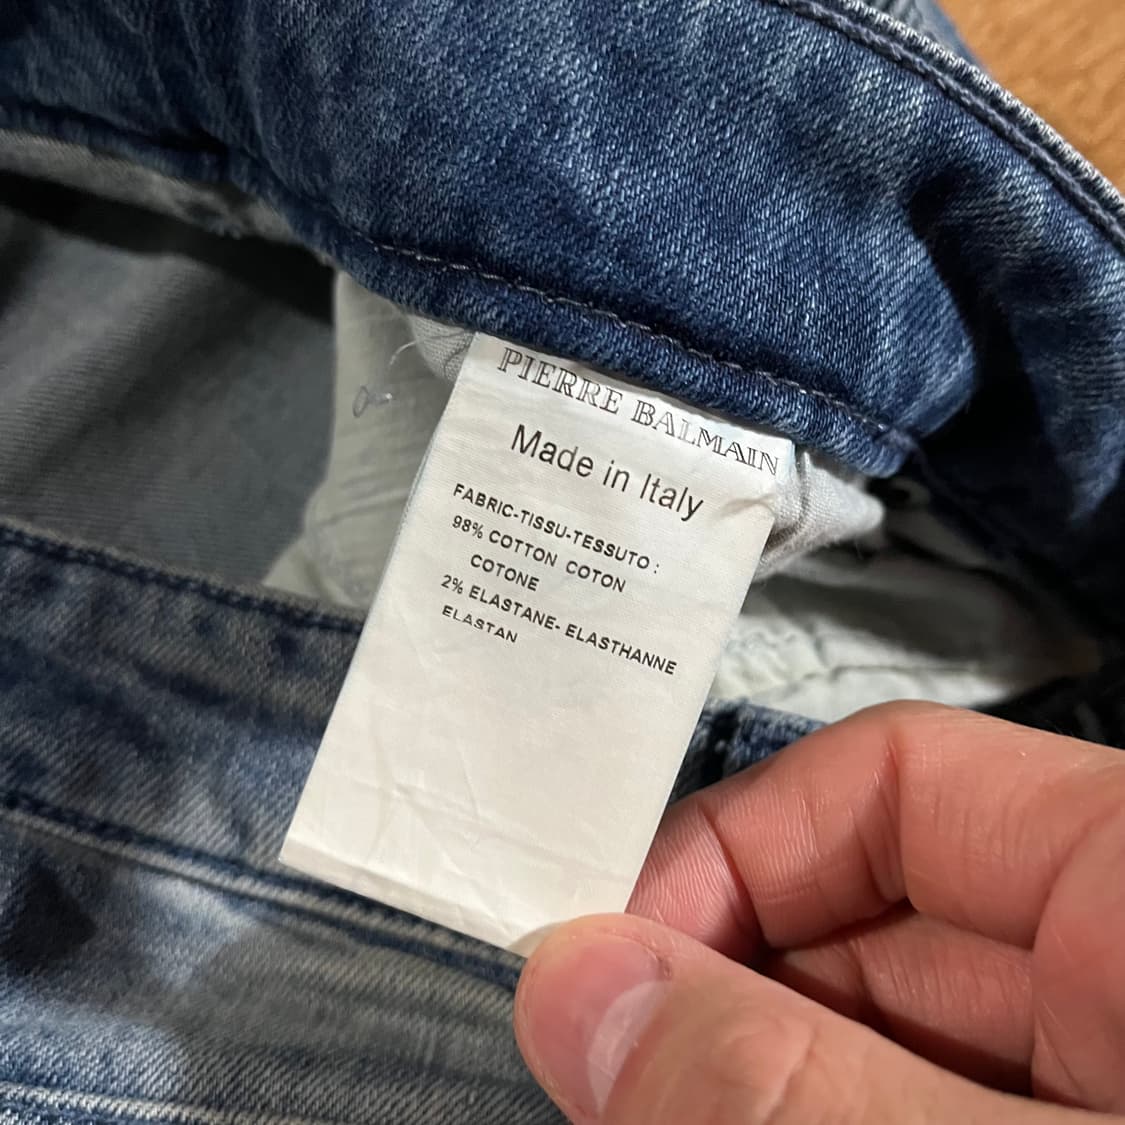 PIERRE BALMAIN
Made in Italy
FABRIC-TISSU-TESSUTO :
98% COTTON COTON
COTONE
2% ELASTANE- ELASTHANNE
ELASTAN